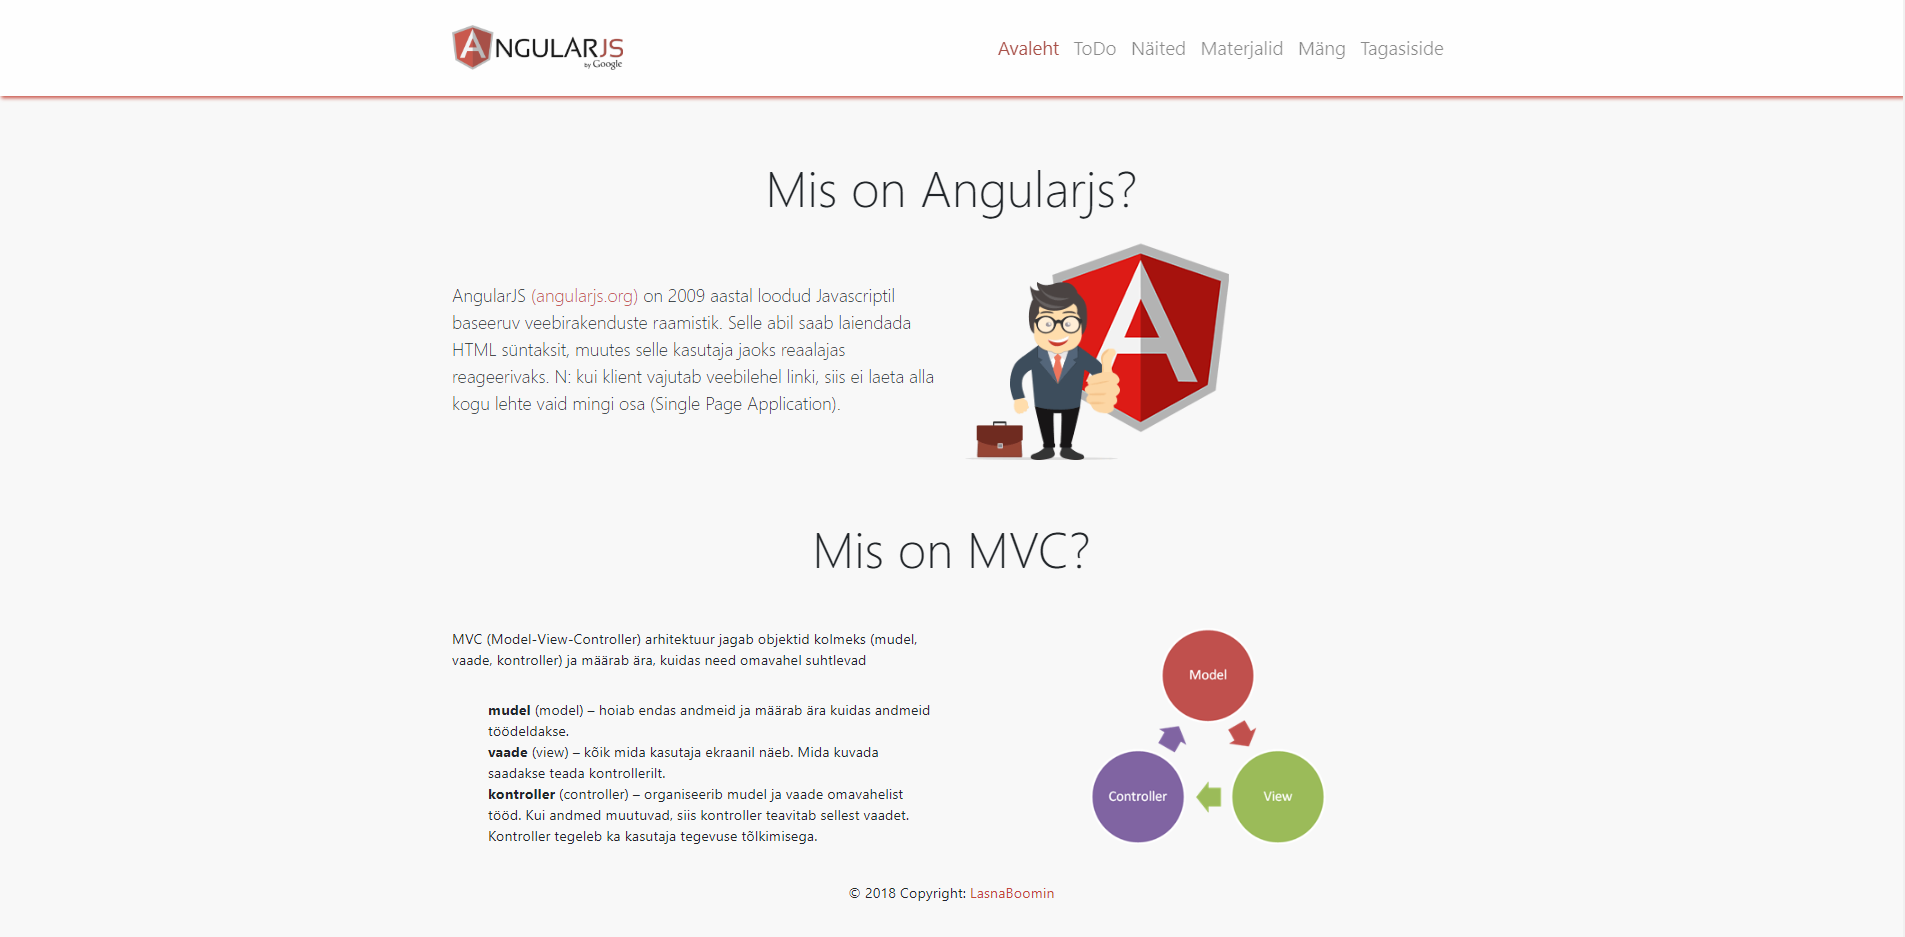 ANGULARJS
by Google
Avaleht ToDo Näited Materjalid Mäng Tagasiside
Mis on Angularjs?
AngularJS (angularjs.org) on 2009 aastal loodud Javascriptil
baseeruv veebirakenduste raamistik. Selle abil saab laiendada
HTML süntaksit, muutes selle kasutaja jaoks reaalajas
reageerivaks. N: kui klient vajutab veebilehel linki, siis ei laeta alla
kogu lehte vaid mingi osa (Single Page Application).
A
Mis on MVC?
MVC (Model-View-Controller) arhitektuur jagab objektid kolmeks (mudel,
vaade, kontroller) ja määrab ära, kuidas need omavahel suhtlevad
mudel (model) – hoiab endas andmeid ja määrab ära kuidas andmeid
töödeldakse.
vaade (view) – kõik mida kasutaja ekraanil näeb. Mida kuvada
saadakse teada kontrollerilt.
kontroller (controller) – organiseerib mudel ja vaade omavahelist
tööd. Kui andmed muutuvad, siis kontroller teavitab sellest vaadet.
Kontroller tegeleb ka kasutaja tegevuse tõlkimisega.
Model
Controller
View
© 2018 Copyright: LasnaBoomin